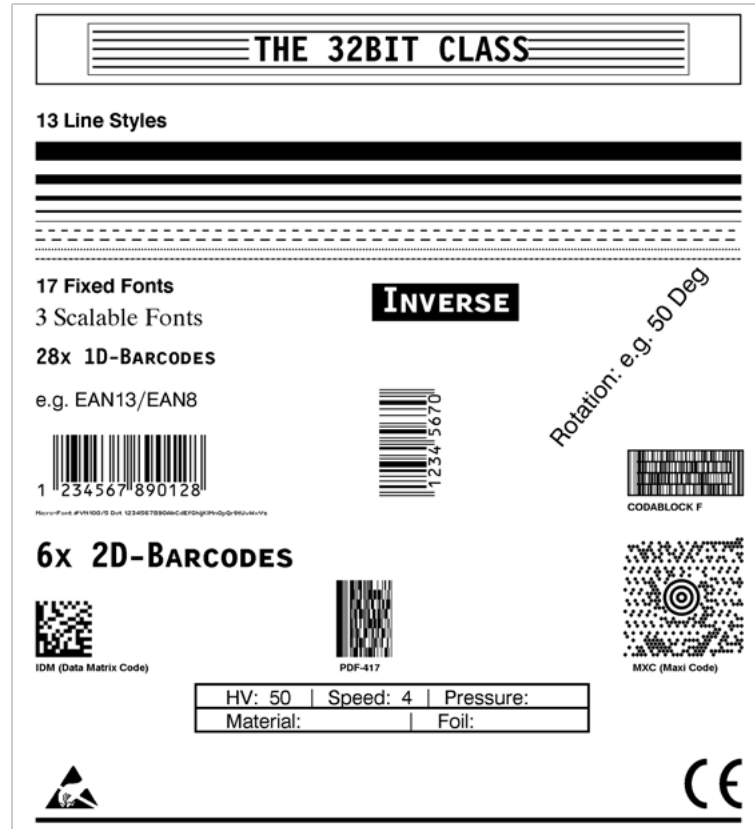 THE 32BIT CLASS
13 Line Styles
17 Fixed Fonts
3 Scalable Fonts
INVERSE
Rotation: e.g. 50 Deg
28x 1D-BARCODES
e.g. EAN13/EAN8
1 234567 890128
1234 5670
CODABLOCK F
6x 2D-BARCODES
IDM (Data Matrix Code)
PDF-417
MXC (Maxi Code)
HV: 50 | Speed: 4 | Pressure:
Material: | Foil:
CE